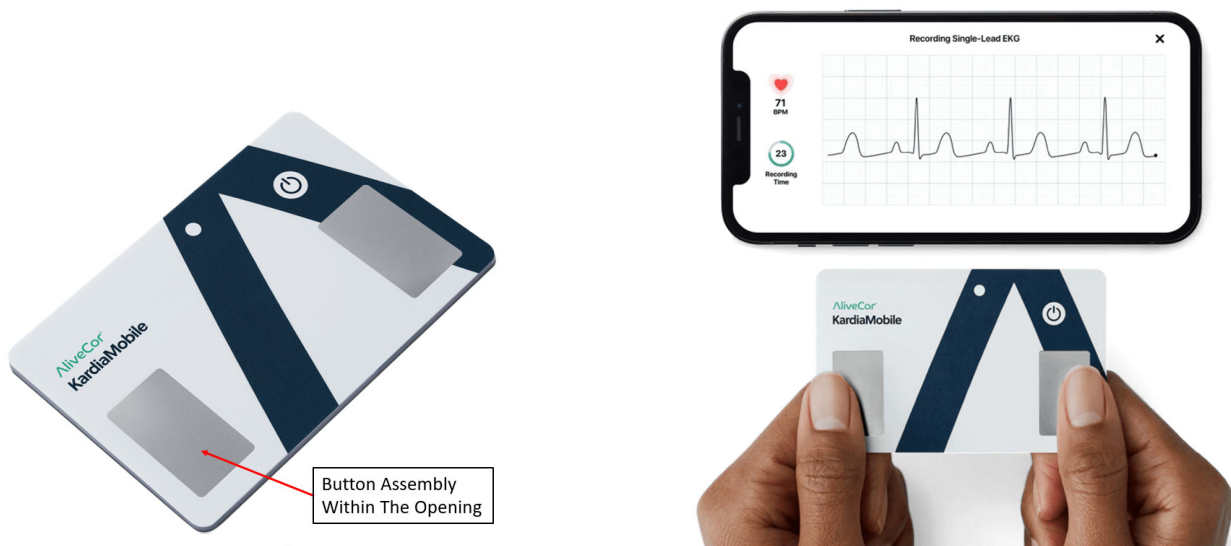 AliveCor
KardiaMobile
Button Assembly
Within The Opening
Recording Single-Lead EKG
71
BPM
23
Recording
Time
AliveCor
KardiaMobile